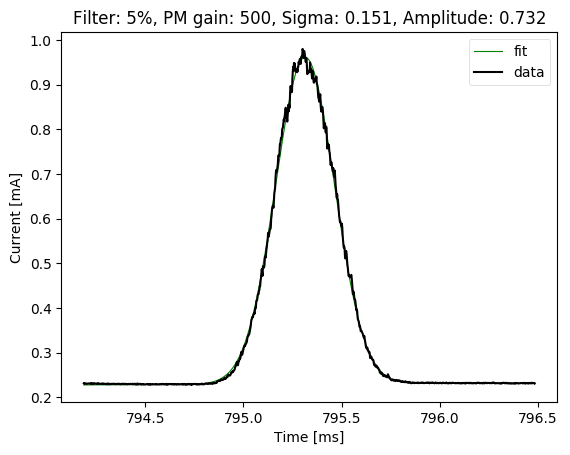 Filter: 5%, PM gain: 500, Sigma: 0.151, Amplitude: 0.732
fit
data
1.0
0.9
0.8
0.7
0.6
0.5
0.4
0.3
0.2
Current [mA]
794.5 795.0 795.5 796.0 796.5
Time [ms]